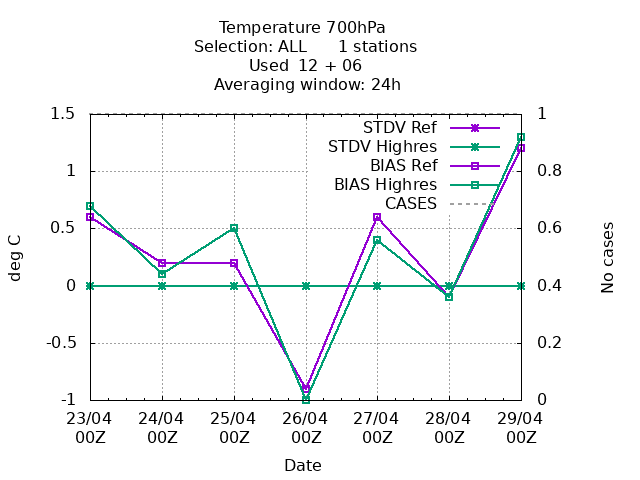 Temperature 700hPa
Selection: ALL      1 stations
Used  12 + 06
Averaging window: 24h
1.5
1
0.5
0
-0.5
-1
deg C
1
0.8
0.6
0.4
0.2
0
No cases
STDV Ref
STDV Highres
BIAS Ref
BIAS Highres
CASES
23/04 24/04 25/04 26/04 27/04 28/04 29/04
00Z 00Z 00Z 00Z 00Z 00Z 00Z
Date